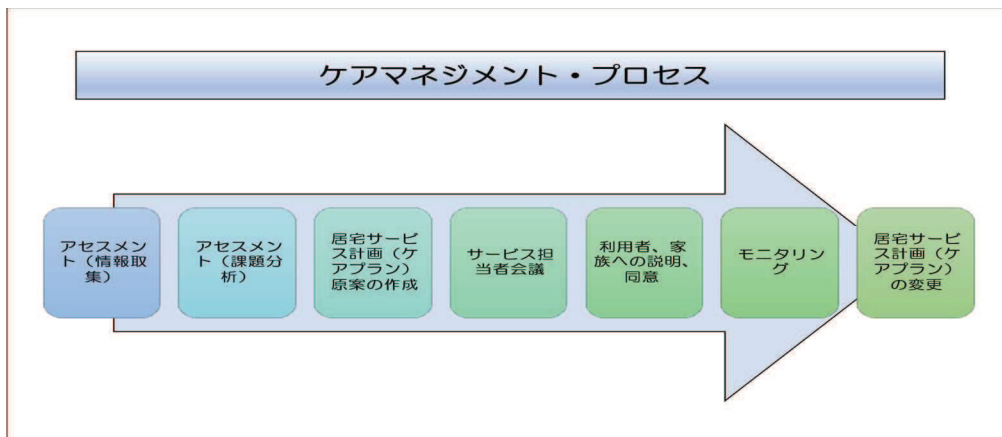 ケアマネジメント・プロセス
アセスメン
ト（情報収
集）
アセスメン
ト（課題分
析）
居宅サービ
ス計画（ケ
アプラン）
原案の作成
サービス担
当者会議
利用者、家
族への説明、
同意
モニタリン
グ
居宅サービ
ス計画（ケ
アプラン）
の変更